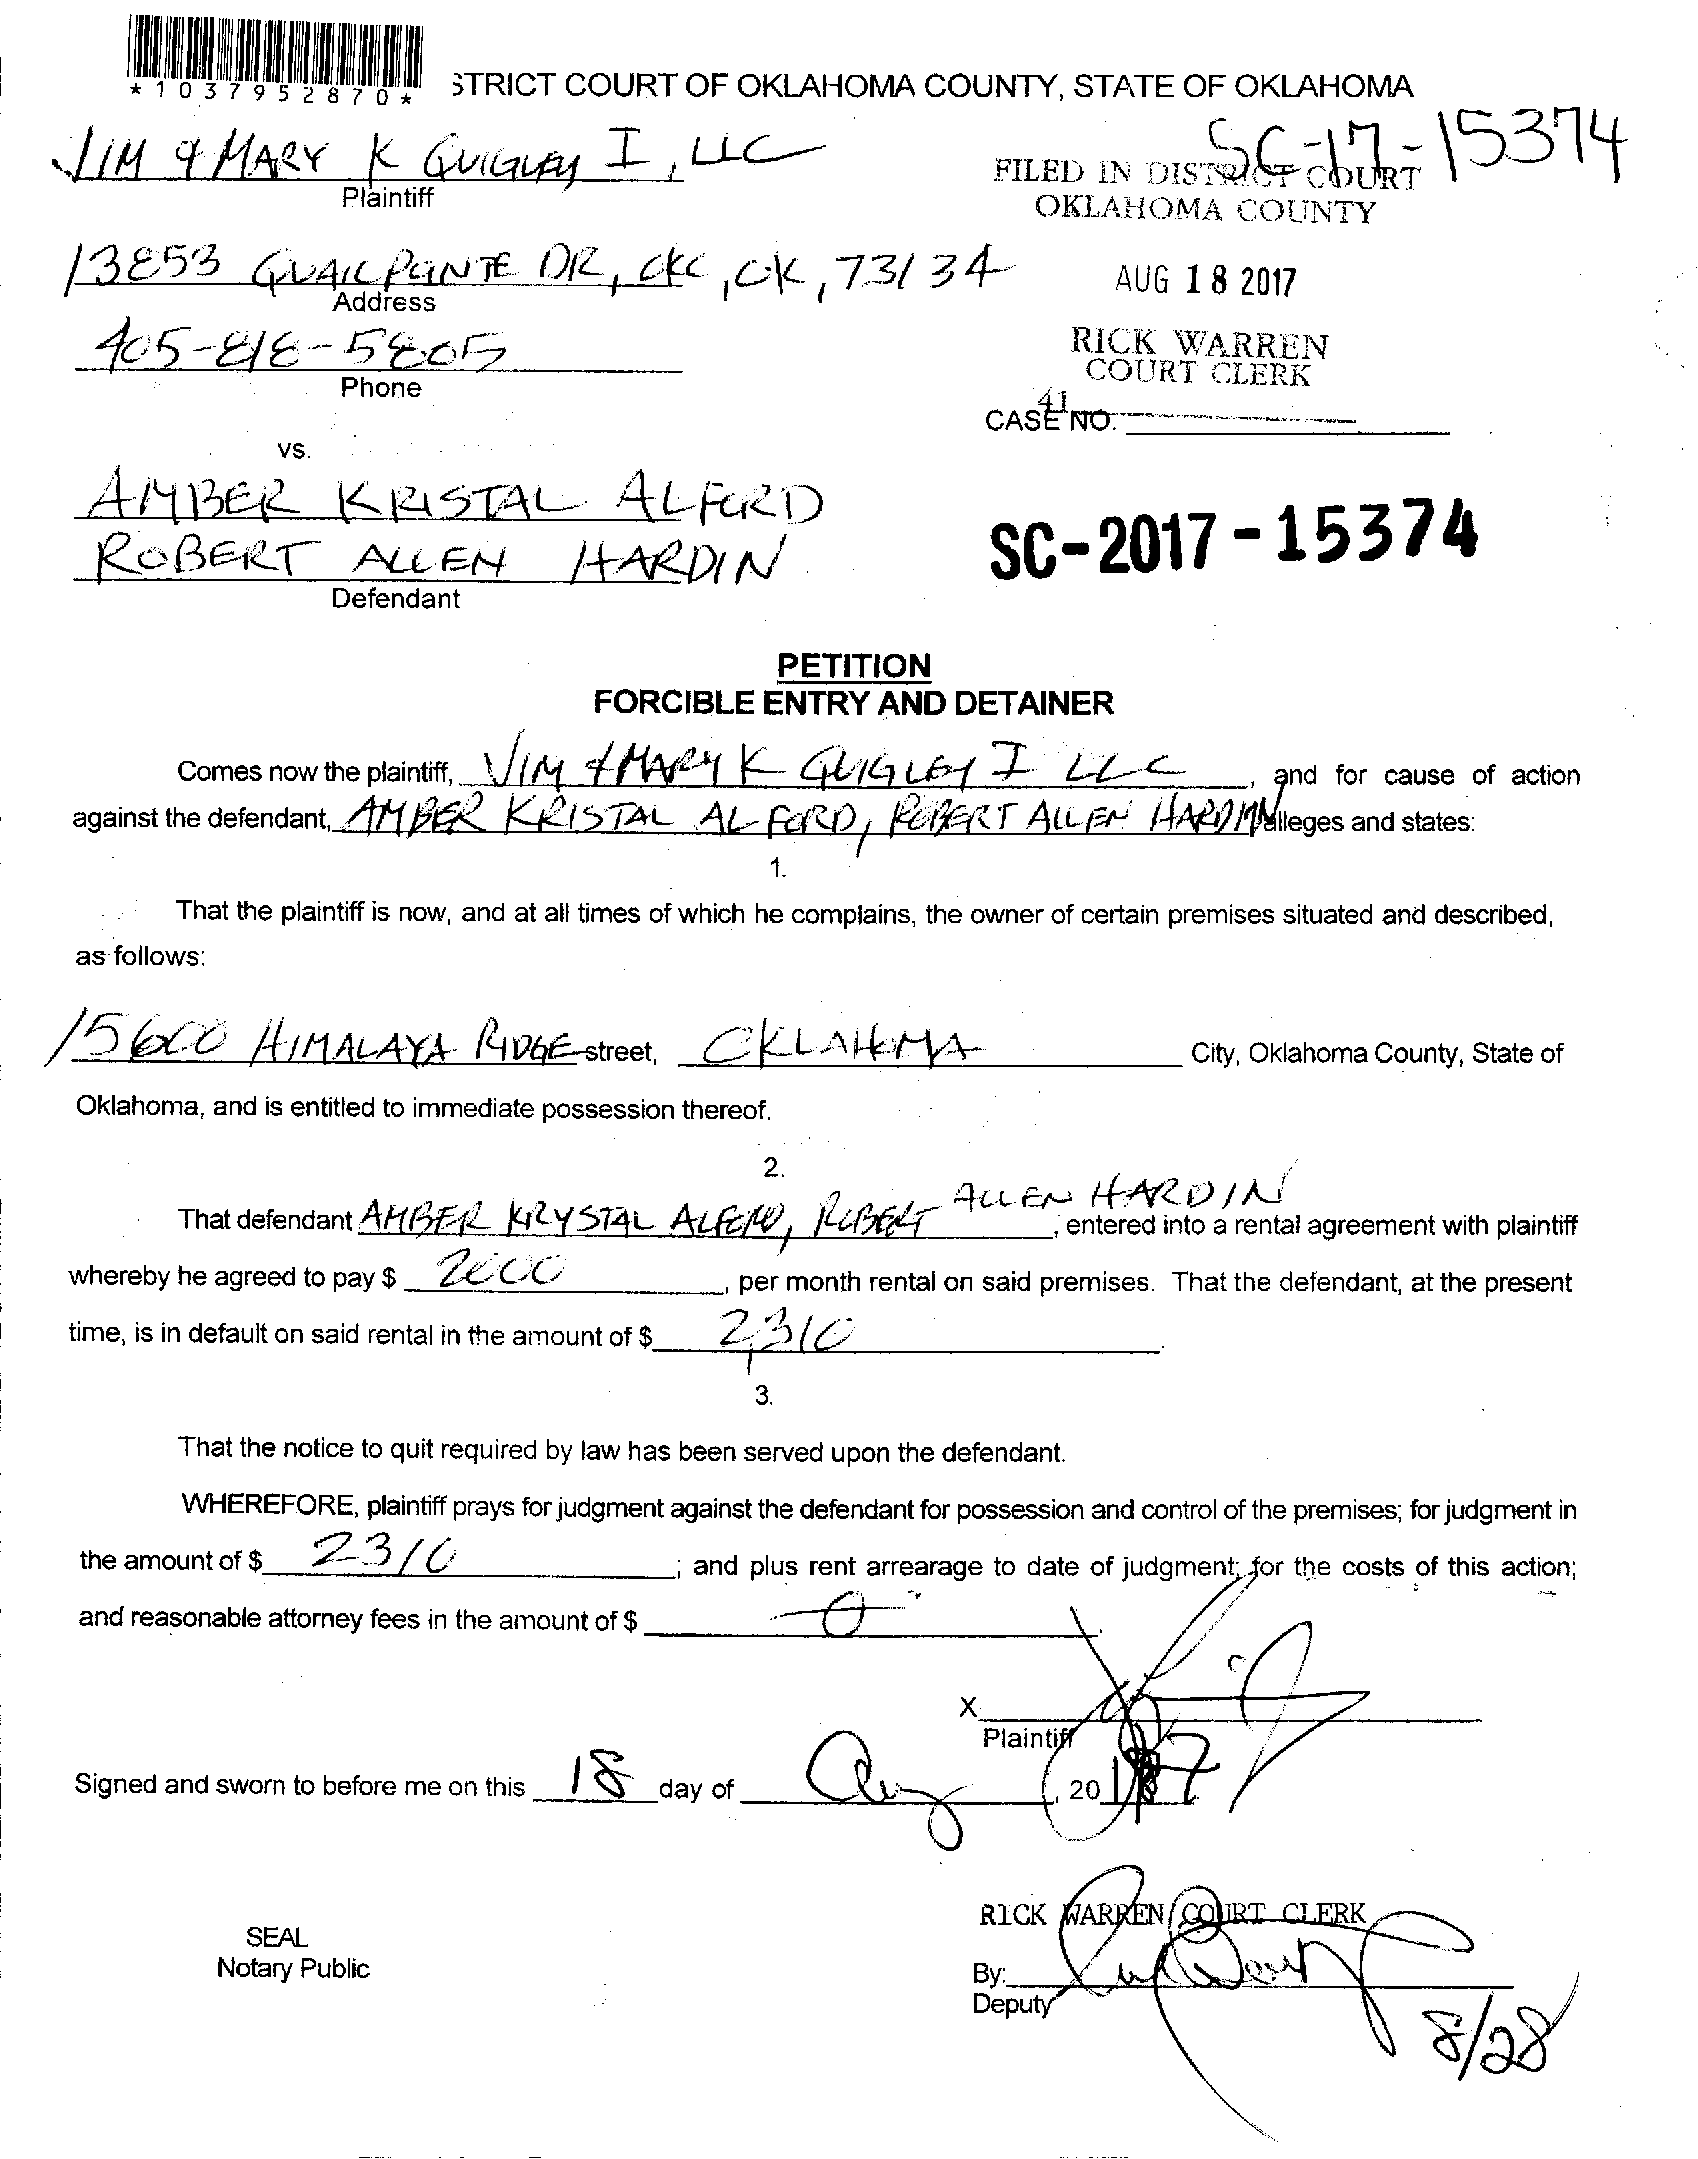 *1037952870*
STRICT COURT OF OKLAHOMA COUNTY, STATE OF OKLAHOMA
SC-17-15374
JIM & MARY K QUIGLEY I, LLC
Plaintiff
FILED IN DISTRICT COURT
OKLAHOMA COUNTY
13853 QUAIL POINTE DR, OKC, OK, 73134
Address
AUG 18 2017
405-818-5805
Phone
RICK WARREN
COURT CLERK
41
CASE NO.
vs.
AMBER KRISTAL ALFORD
ROBERT ALLEN HARDIN
Defendant
SC-2017-15374
PETITION
FORCIBLE ENTRY AND DETAINER
Comes now the plaintiff, JIM & MARY K QUIGLEY I LLC, and for cause of action
against the defendant, AMBER KRISTAL ALFORD, ROBERT ALLEN HARDIN alleges and states:
1.
That the plaintiff is now, and at all times of which he complains, the owner of certain premises situated and described,
as follows:
15600 HIMALAYA RIDGE street, OKLAHOMA City, Oklahoma County, State of
Oklahoma, and is entitled to immediate possession thereof.
2.
That defendant AMBER KRYSTAL ALFORD, ROBERT ALLEN HARDIN, entered into a rental agreement with plaintiff
whereby he agreed to pay $ 2000, per month rental on said premises. That the defendant, at the present
time, is in default on said rental in the amount of $ 2,310.
3.
That the notice to quit required by law has been served upon the defendant.
WHEREFORE, plaintiff prays for judgment against the defendant for possession and control of the premises; for judgment in
the amount of $ 2310; and plus rent arrearage to date of judgment; for the costs of this action;
and reasonable attorney fees in the amount of $ 0.
X
Plaintiff
Signed and sworn to before me on this 18 day of Aug, 2017
RICK WARREN COURT CLERK
SEAL
Notary Public
By:
Deputy
8/28